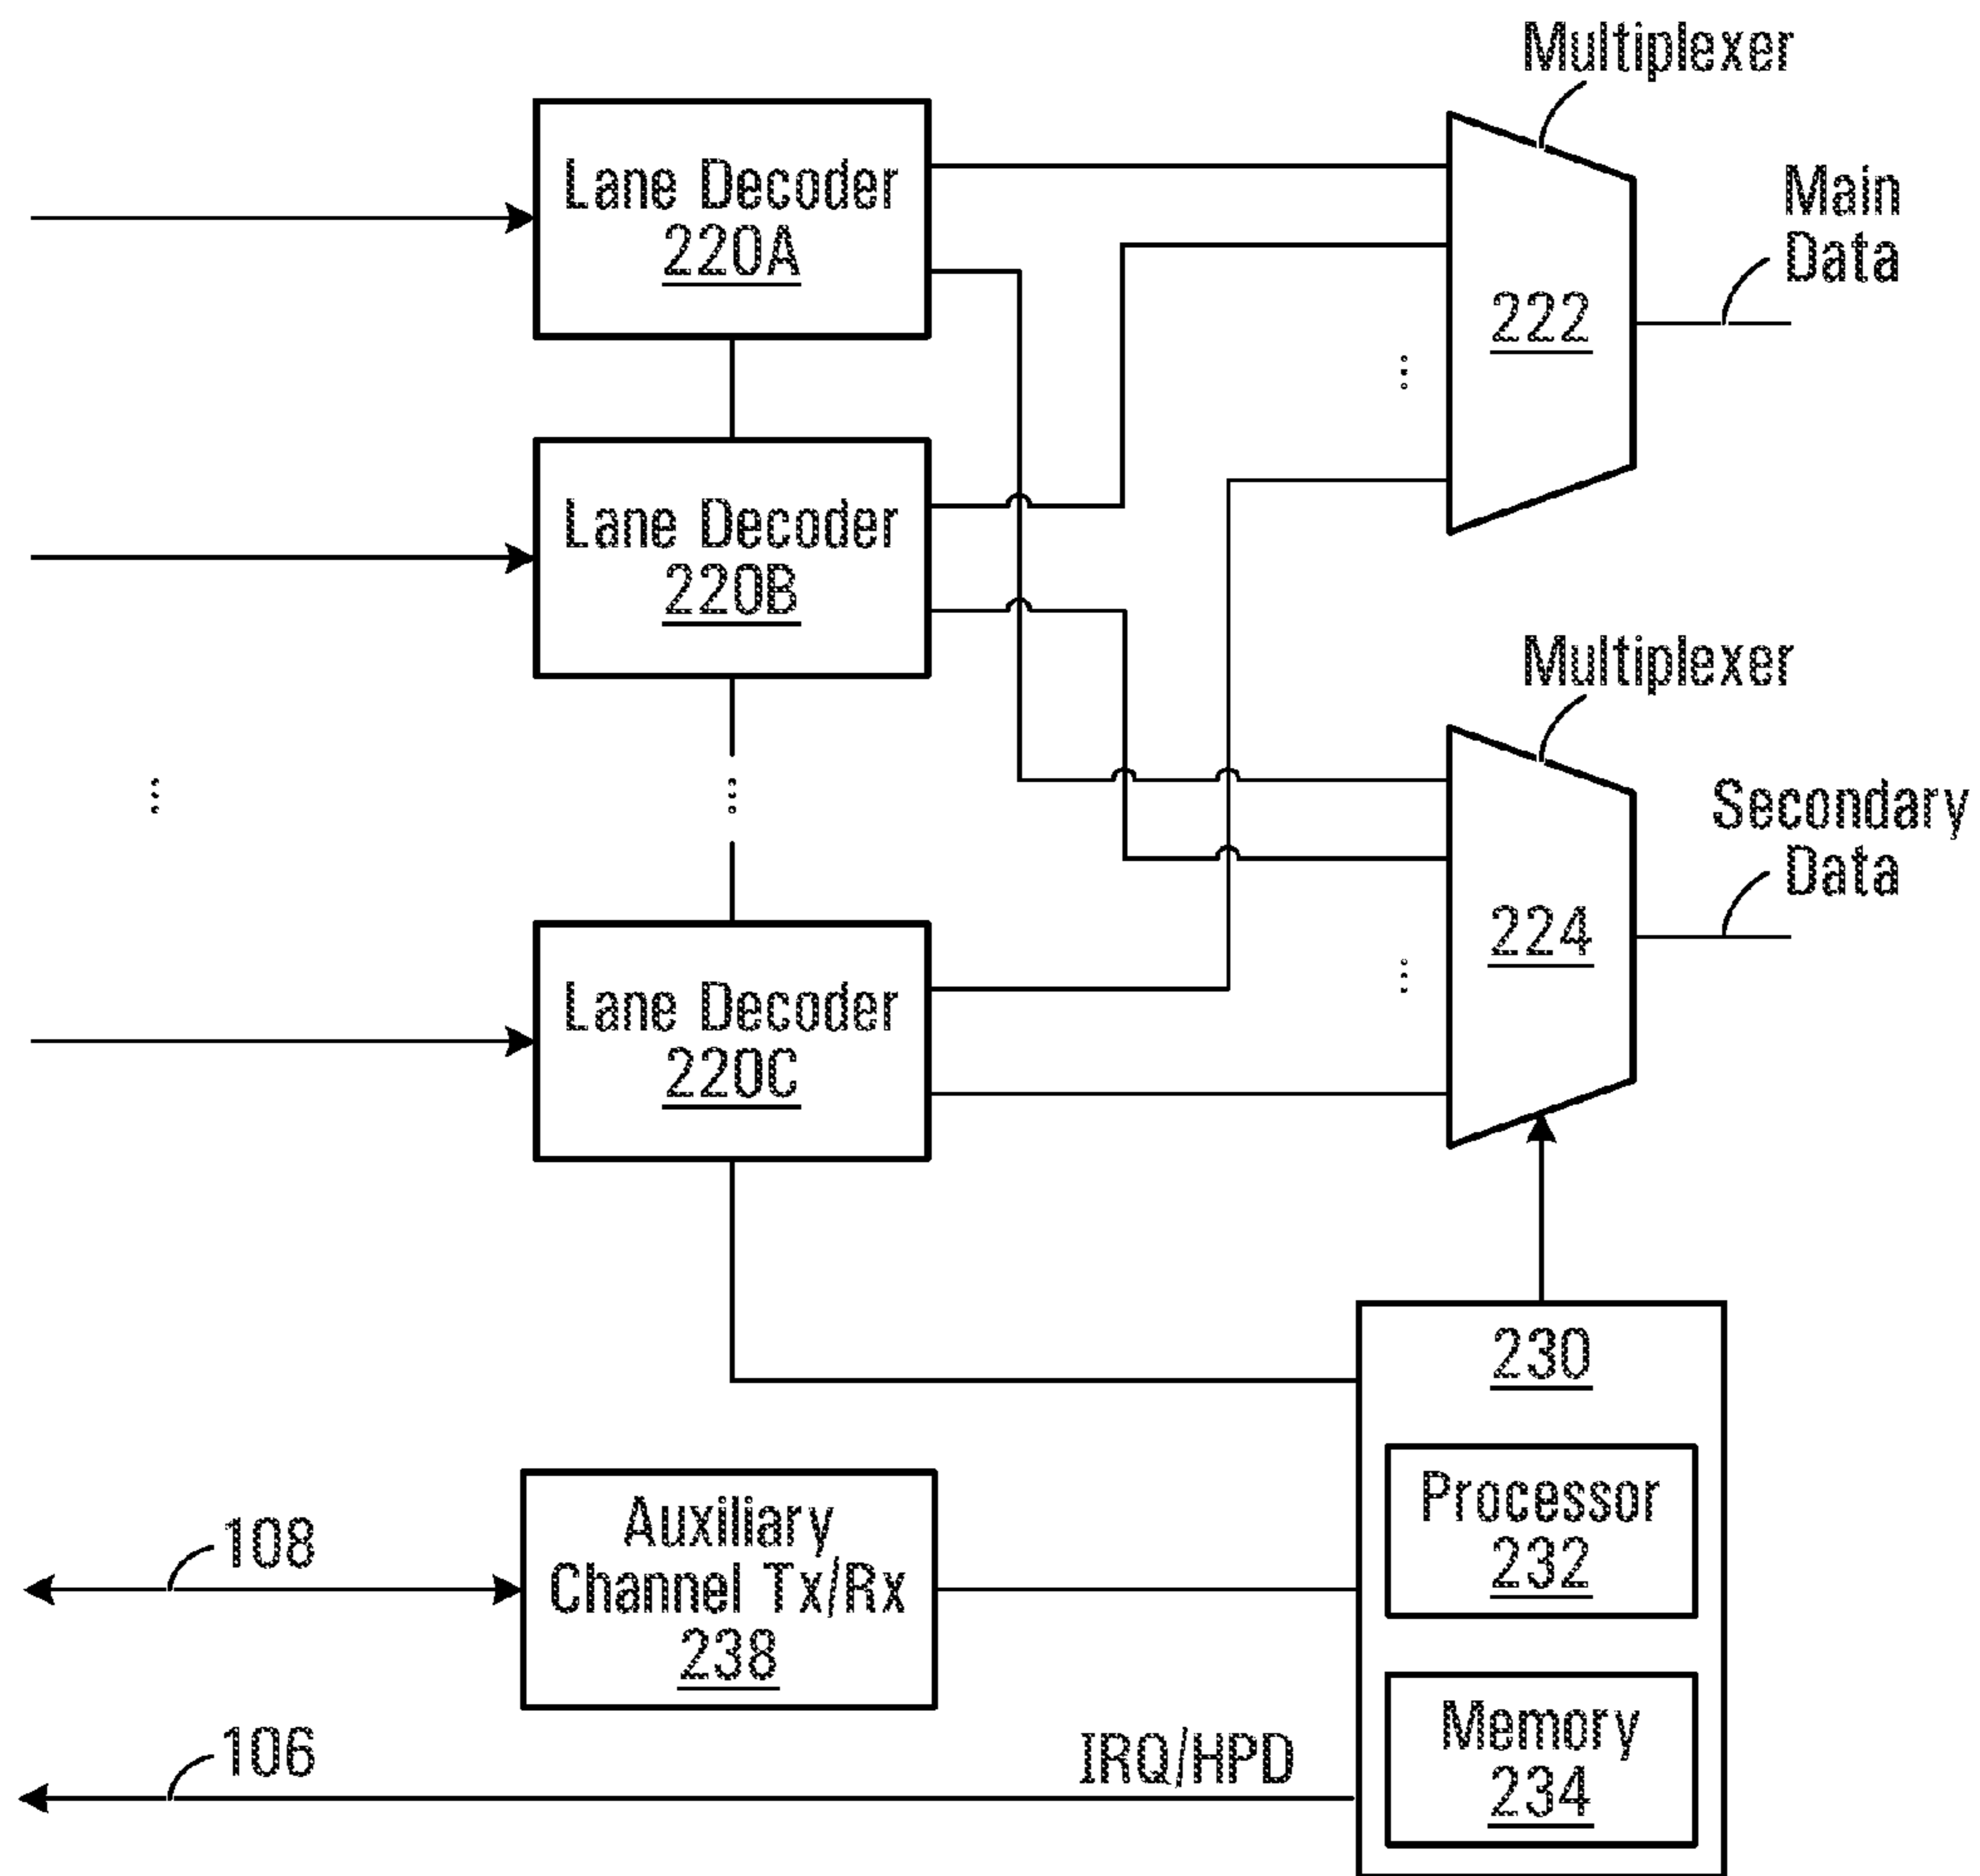 Multiplexer
Lane Decoder
220A
Main
Data
222
Lane Decoder
220B
Multiplexer
Secondary
Data
224
Lane Decoder
220C
230
Processor
232
108
Auxiliary
Channel Tx/Rx
238
Memory
234
106
IRQ/HPD